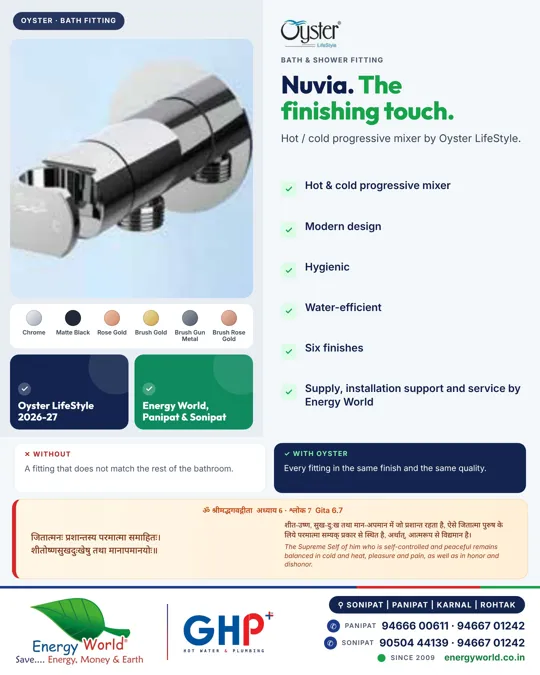 OYSTER · BATH FITTING
Oyster®
LifeStyle
BATH & SHOWER FITTING
Nuvia. The
finishing touch.
Hot / cold progressive mixer by Oyster LifeStyle.
Hot & cold progressive mixer
Modern design
Hygienic
Water-efficient
Six finishes
Supply, installation support and service by
Energy World
Chrome
Matte Black
Rose Gold
Brush Gold
Brush Gun
Metal
Brush Rose
Gold
Oyster LifeStyle
2026-27
Energy World,
Panipat & Sonipat
× WITHOUT
A fitting that does not match the rest of the bathroom.
✓ WITH OYSTER
Every fitting in the same finish and the same quality.
ॐ श्रीमद्भगवद्गीता अध्याय 6 · श्लोक 7 Gita 6.7
जितात्मनः प्रशान्तस्य परमात्मा समाहितः।
शीतोष्णसुखदुःखेषु तथा मानापमानयोः॥
शीत-उष्ण, सुख-दुःख तथा मान-अपमान में जो प्रशान्त रहता है, ऐसे जितात्मा पुरुष के
लिये परमात्मा सम्यक् प्रकार से स्थित है, अर्थात्, आत्मरूप से विद्यमान है।
The Supreme Self of him who is self-controlled and peaceful remains
balanced in cold and heat, pleasure and pain, as well as in honor and
dishonor.
Energy World®
Save.... Energy, Money & Earth
GHP+
HOT WATER & PLUMBING
SONIPAT | PANIPAT | KARNAL | ROHTAK
PANIPAT 94666 00611 · 94667 01242
SONIPAT 90504 44139 · 94667 01242
SINCE 2009 energyworld.co.in